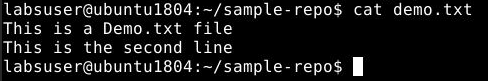 labsuser@ubuntu1804:~/sample-repo$ cat demo.txt
This is a Demo.txt file
This is the second line
labsuser@ubuntu1804:~/sample-repo$